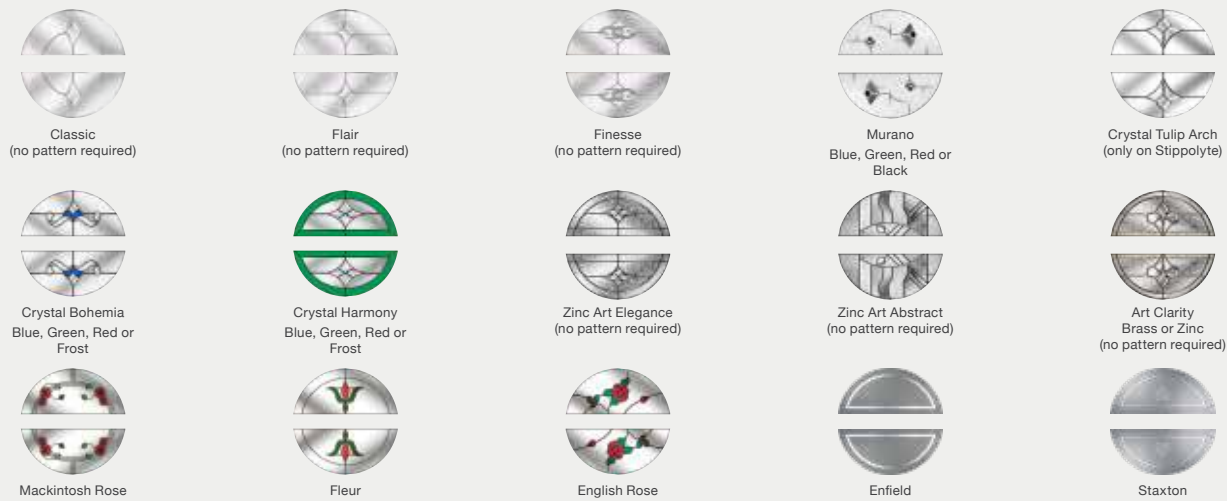 Classic
(no pattern required)
Flair
(no pattern required)
Finesse
(no pattern required)
Murano
Blue, Green, Red or
Black
Crystal Tulip Arch
(only on Stippolyte)
Crystal Bohemia
Blue, Green, Red or
Frost
Crystal Harmony
Blue, Green, Red or
Frost
Zinc Art Elegance
(no pattern required)
Zinc Art Abstract
(no pattern required)
Art Clarity
Brass or Zinc
(no pattern required)
Mackintosh Rose
Fleur
English Rose
Enfield
Staxton